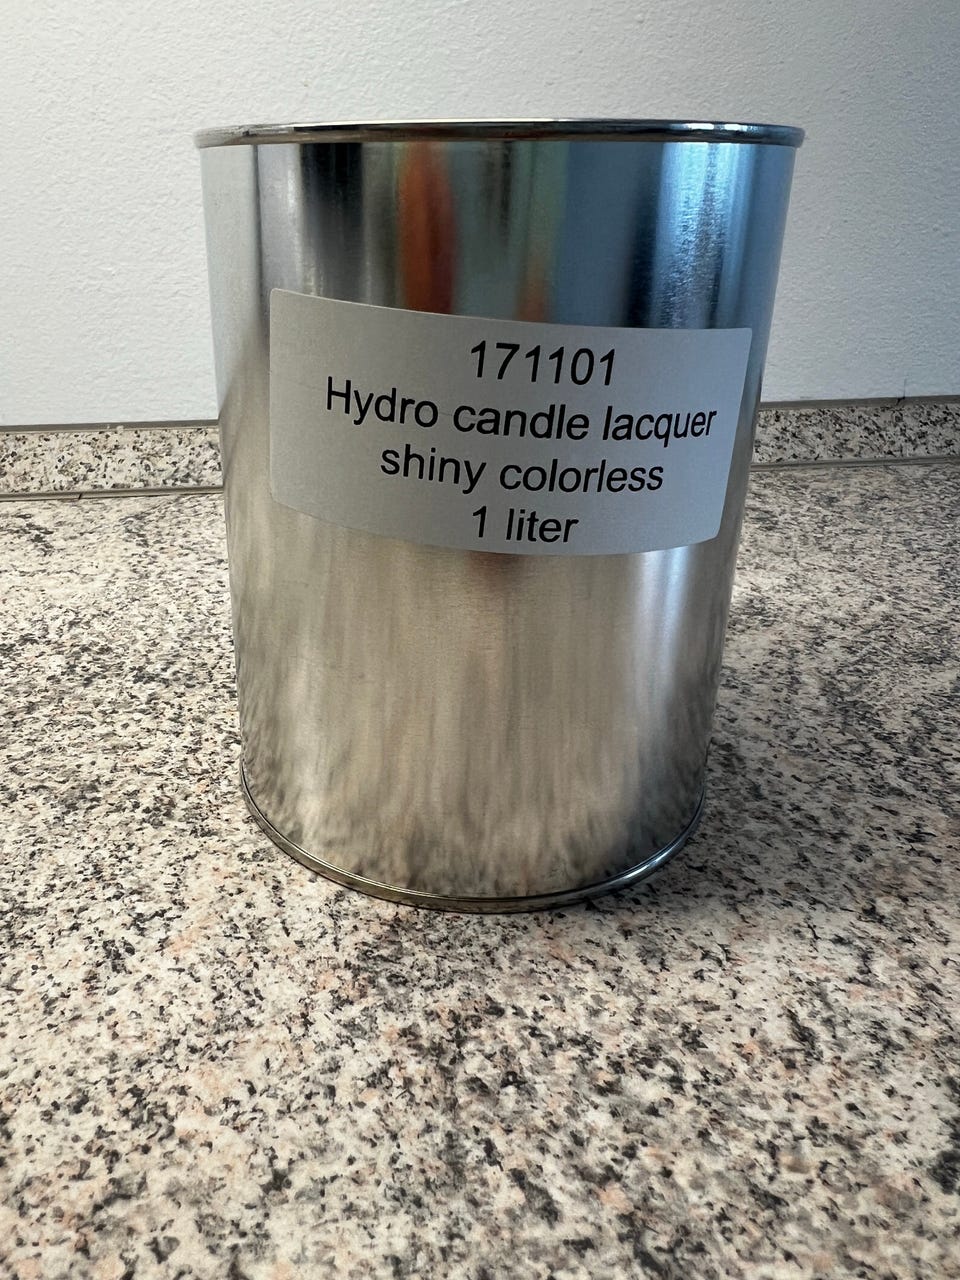 171101
Hydro candle lacquer
shiny colorless
1 liter